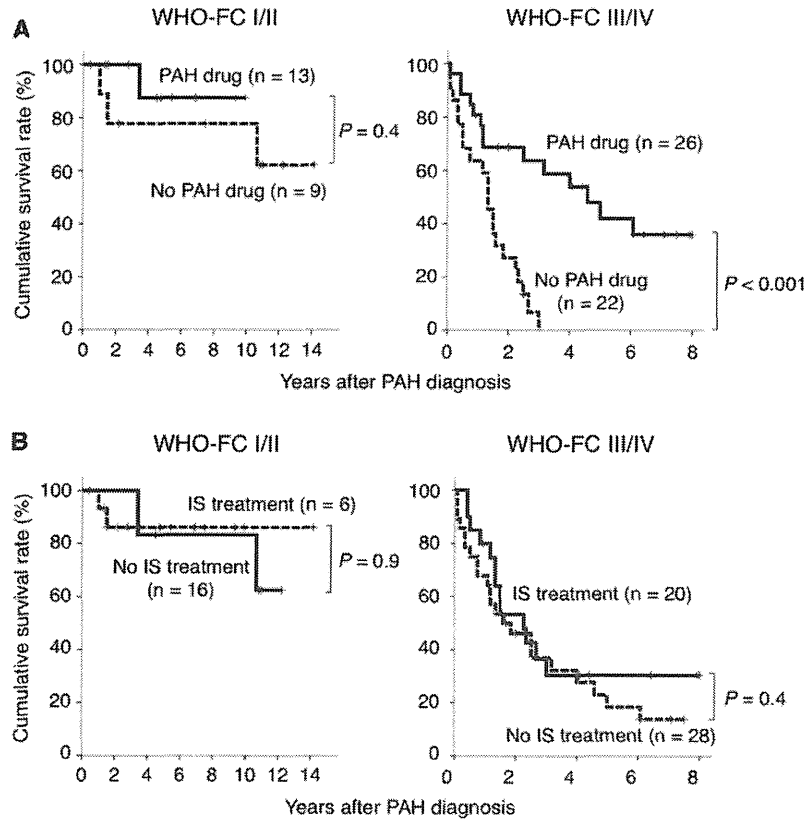 A
WHO-FC I/II
WHO-FC III/IV
Cumulative survival rate (%)
100
80
60
40
20
0
0 2 4 6 8 10 12 14
PAH drug (n = 13)
No PAH drug (n = 9)
P = 0.4
100
80
60
40
20
0
0 2 4 6 8
PAH drug (n = 26)
No PAH drug
(n = 22)
P < 0.001
Years after PAH diagnosis
B
WHO-FC I/II
WHO-FC III/IV
Cumulative survival rate (%)
100
80
60
40
20
0
0 2 4 6 8 10 12 14
IS treatment (n = 6)
No IS treatment
(n = 16)
P = 0.9
100
80
60
40
20
0
0 2 4 6 8
IS treatment (n = 20)
No IS treatment (n = 28)
P = 0.4
Years after PAH diagnosis